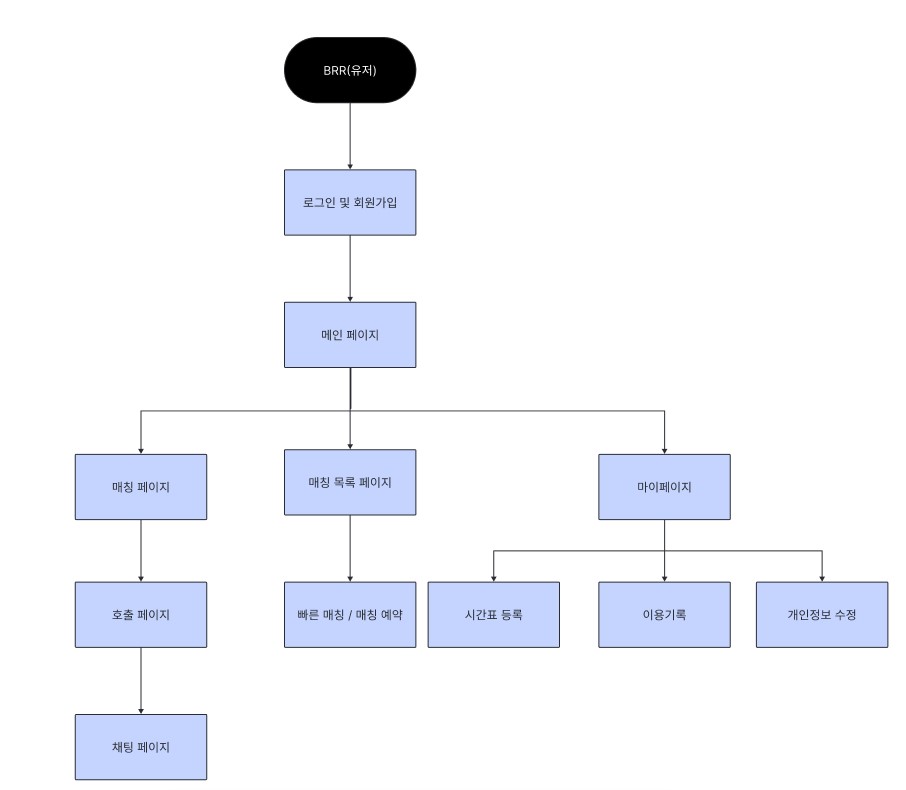 BRR(유저)
로그인 및 회원가입
메인 페이지
매칭 페이지
매칭 목록 페이지
마이페이지
호출 페이지
빠른 매칭 / 매칭 예약
시간표 등록
이용기록
개인정보 수정
채팅 페이지